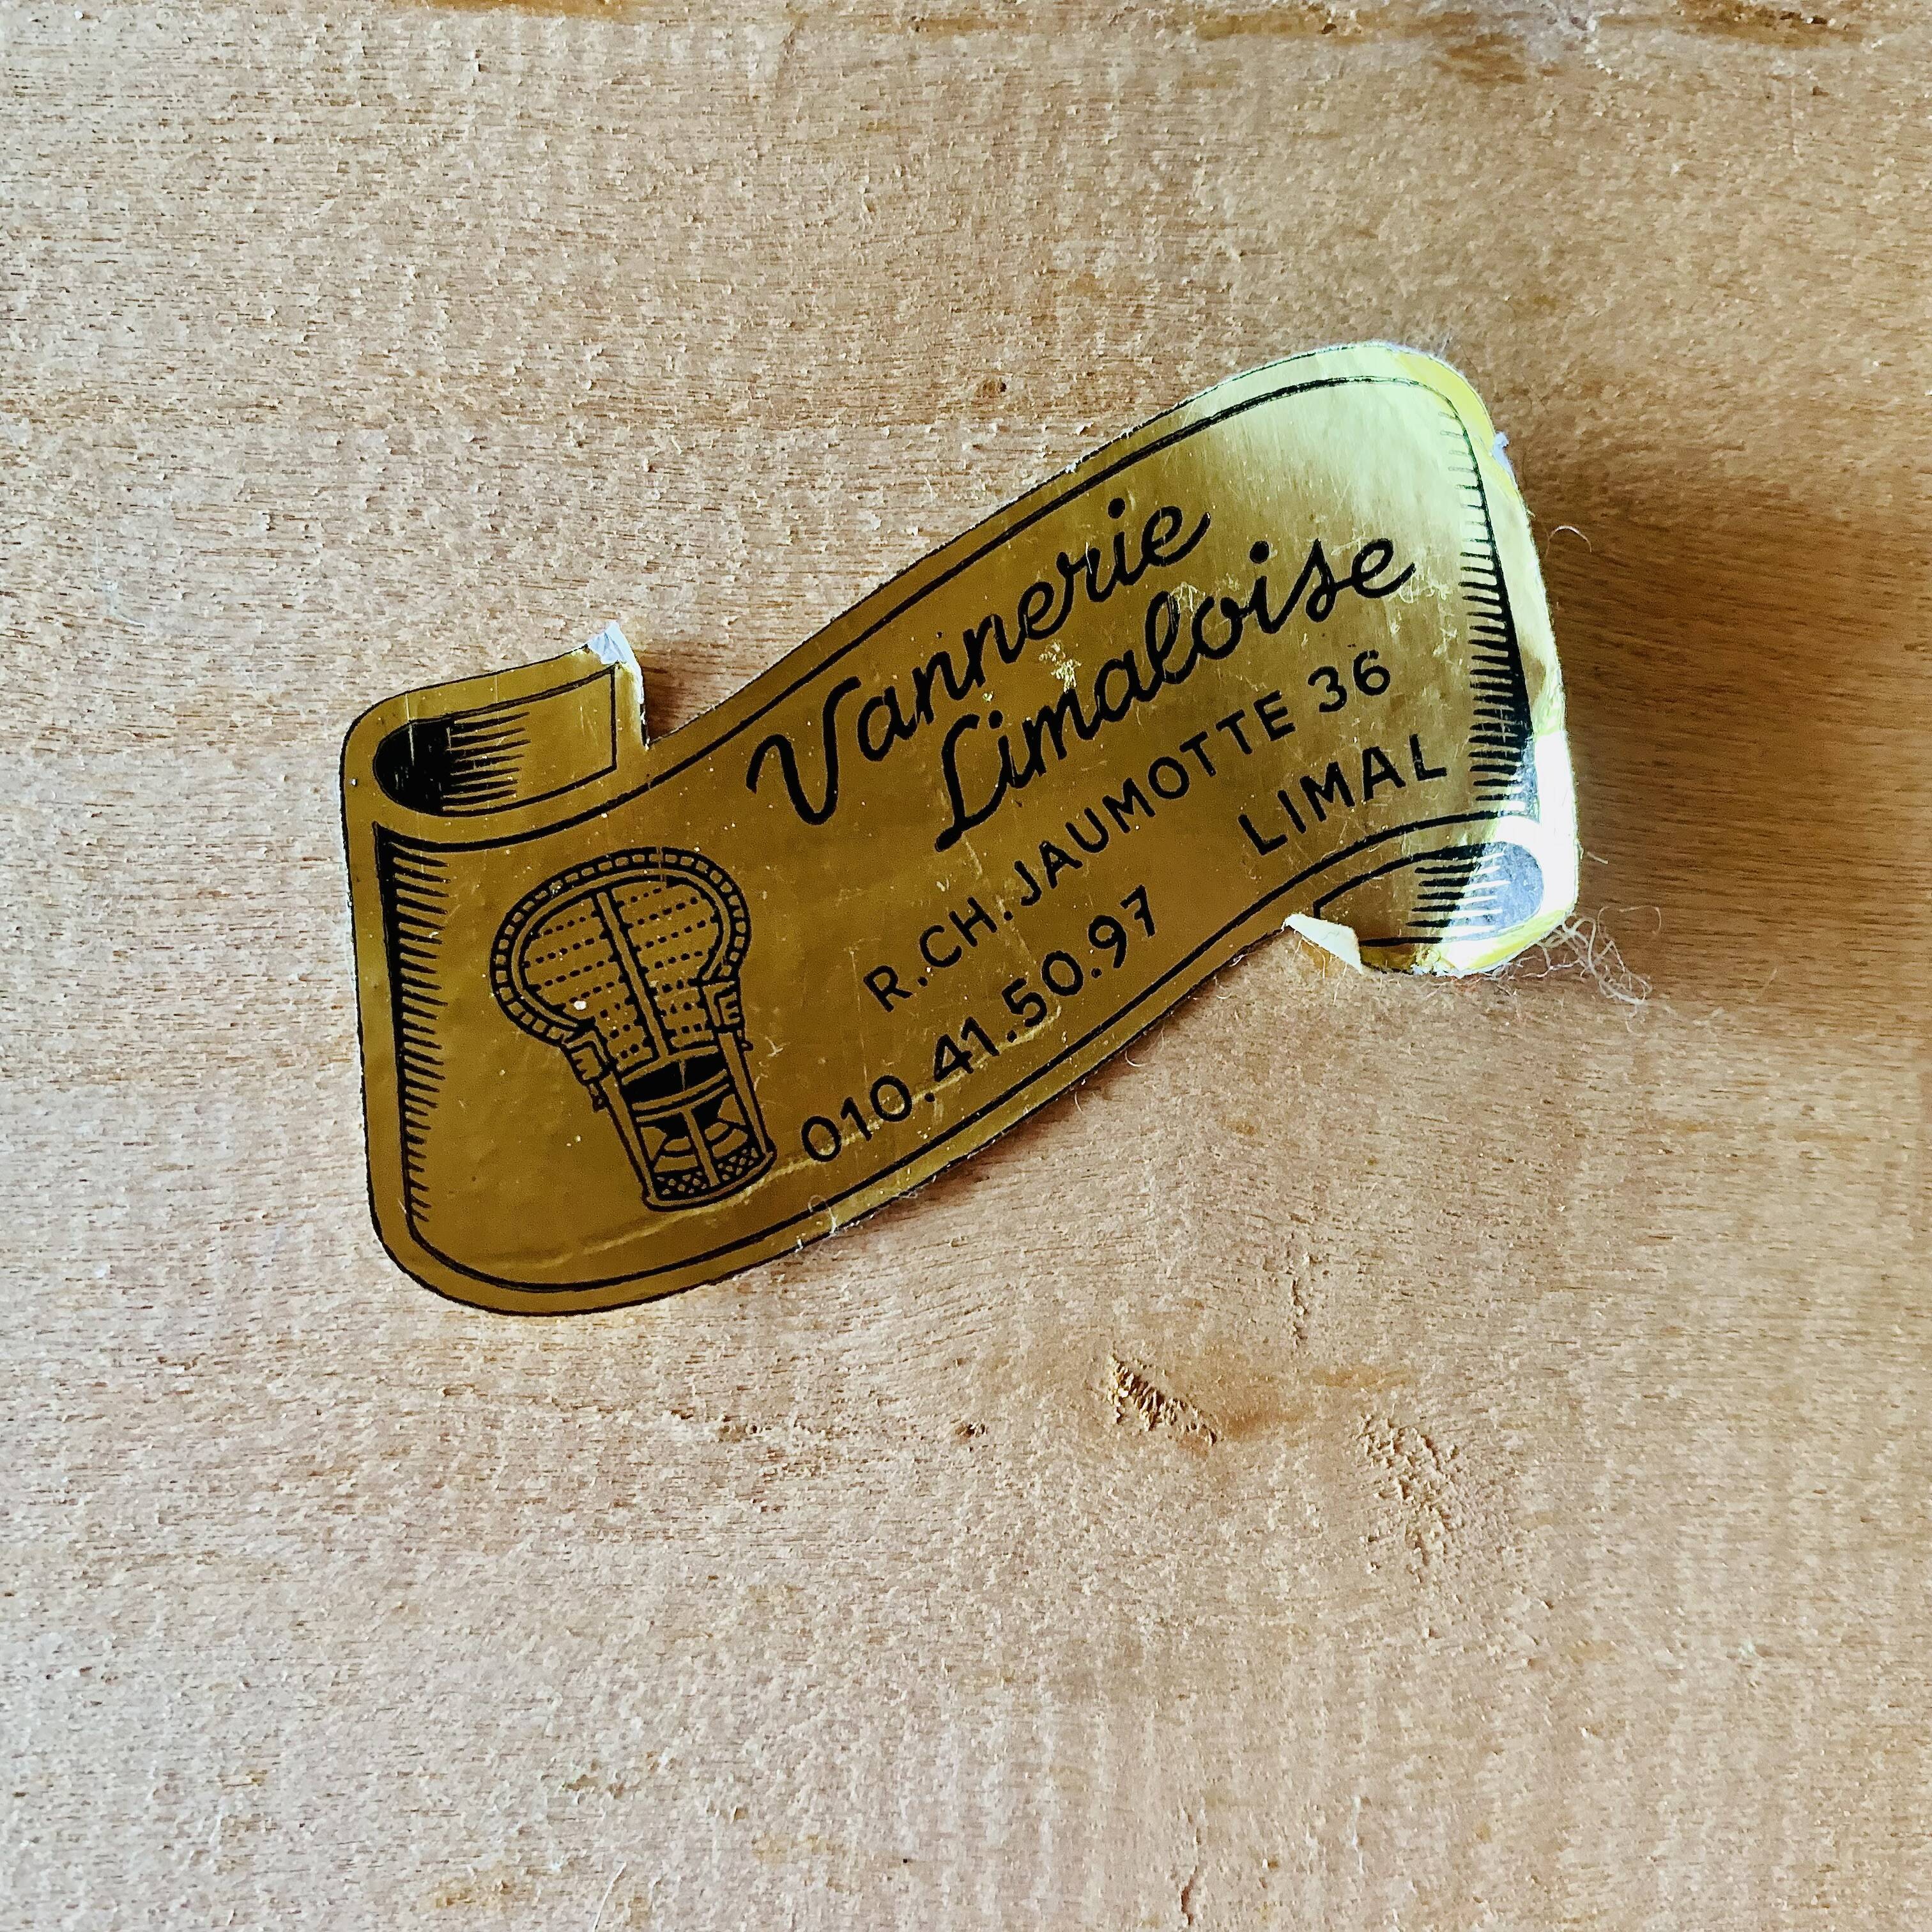 Vannerie
Limaloise
R.CH.JAUMOTTE 36
LIMAL
010.41.50.97